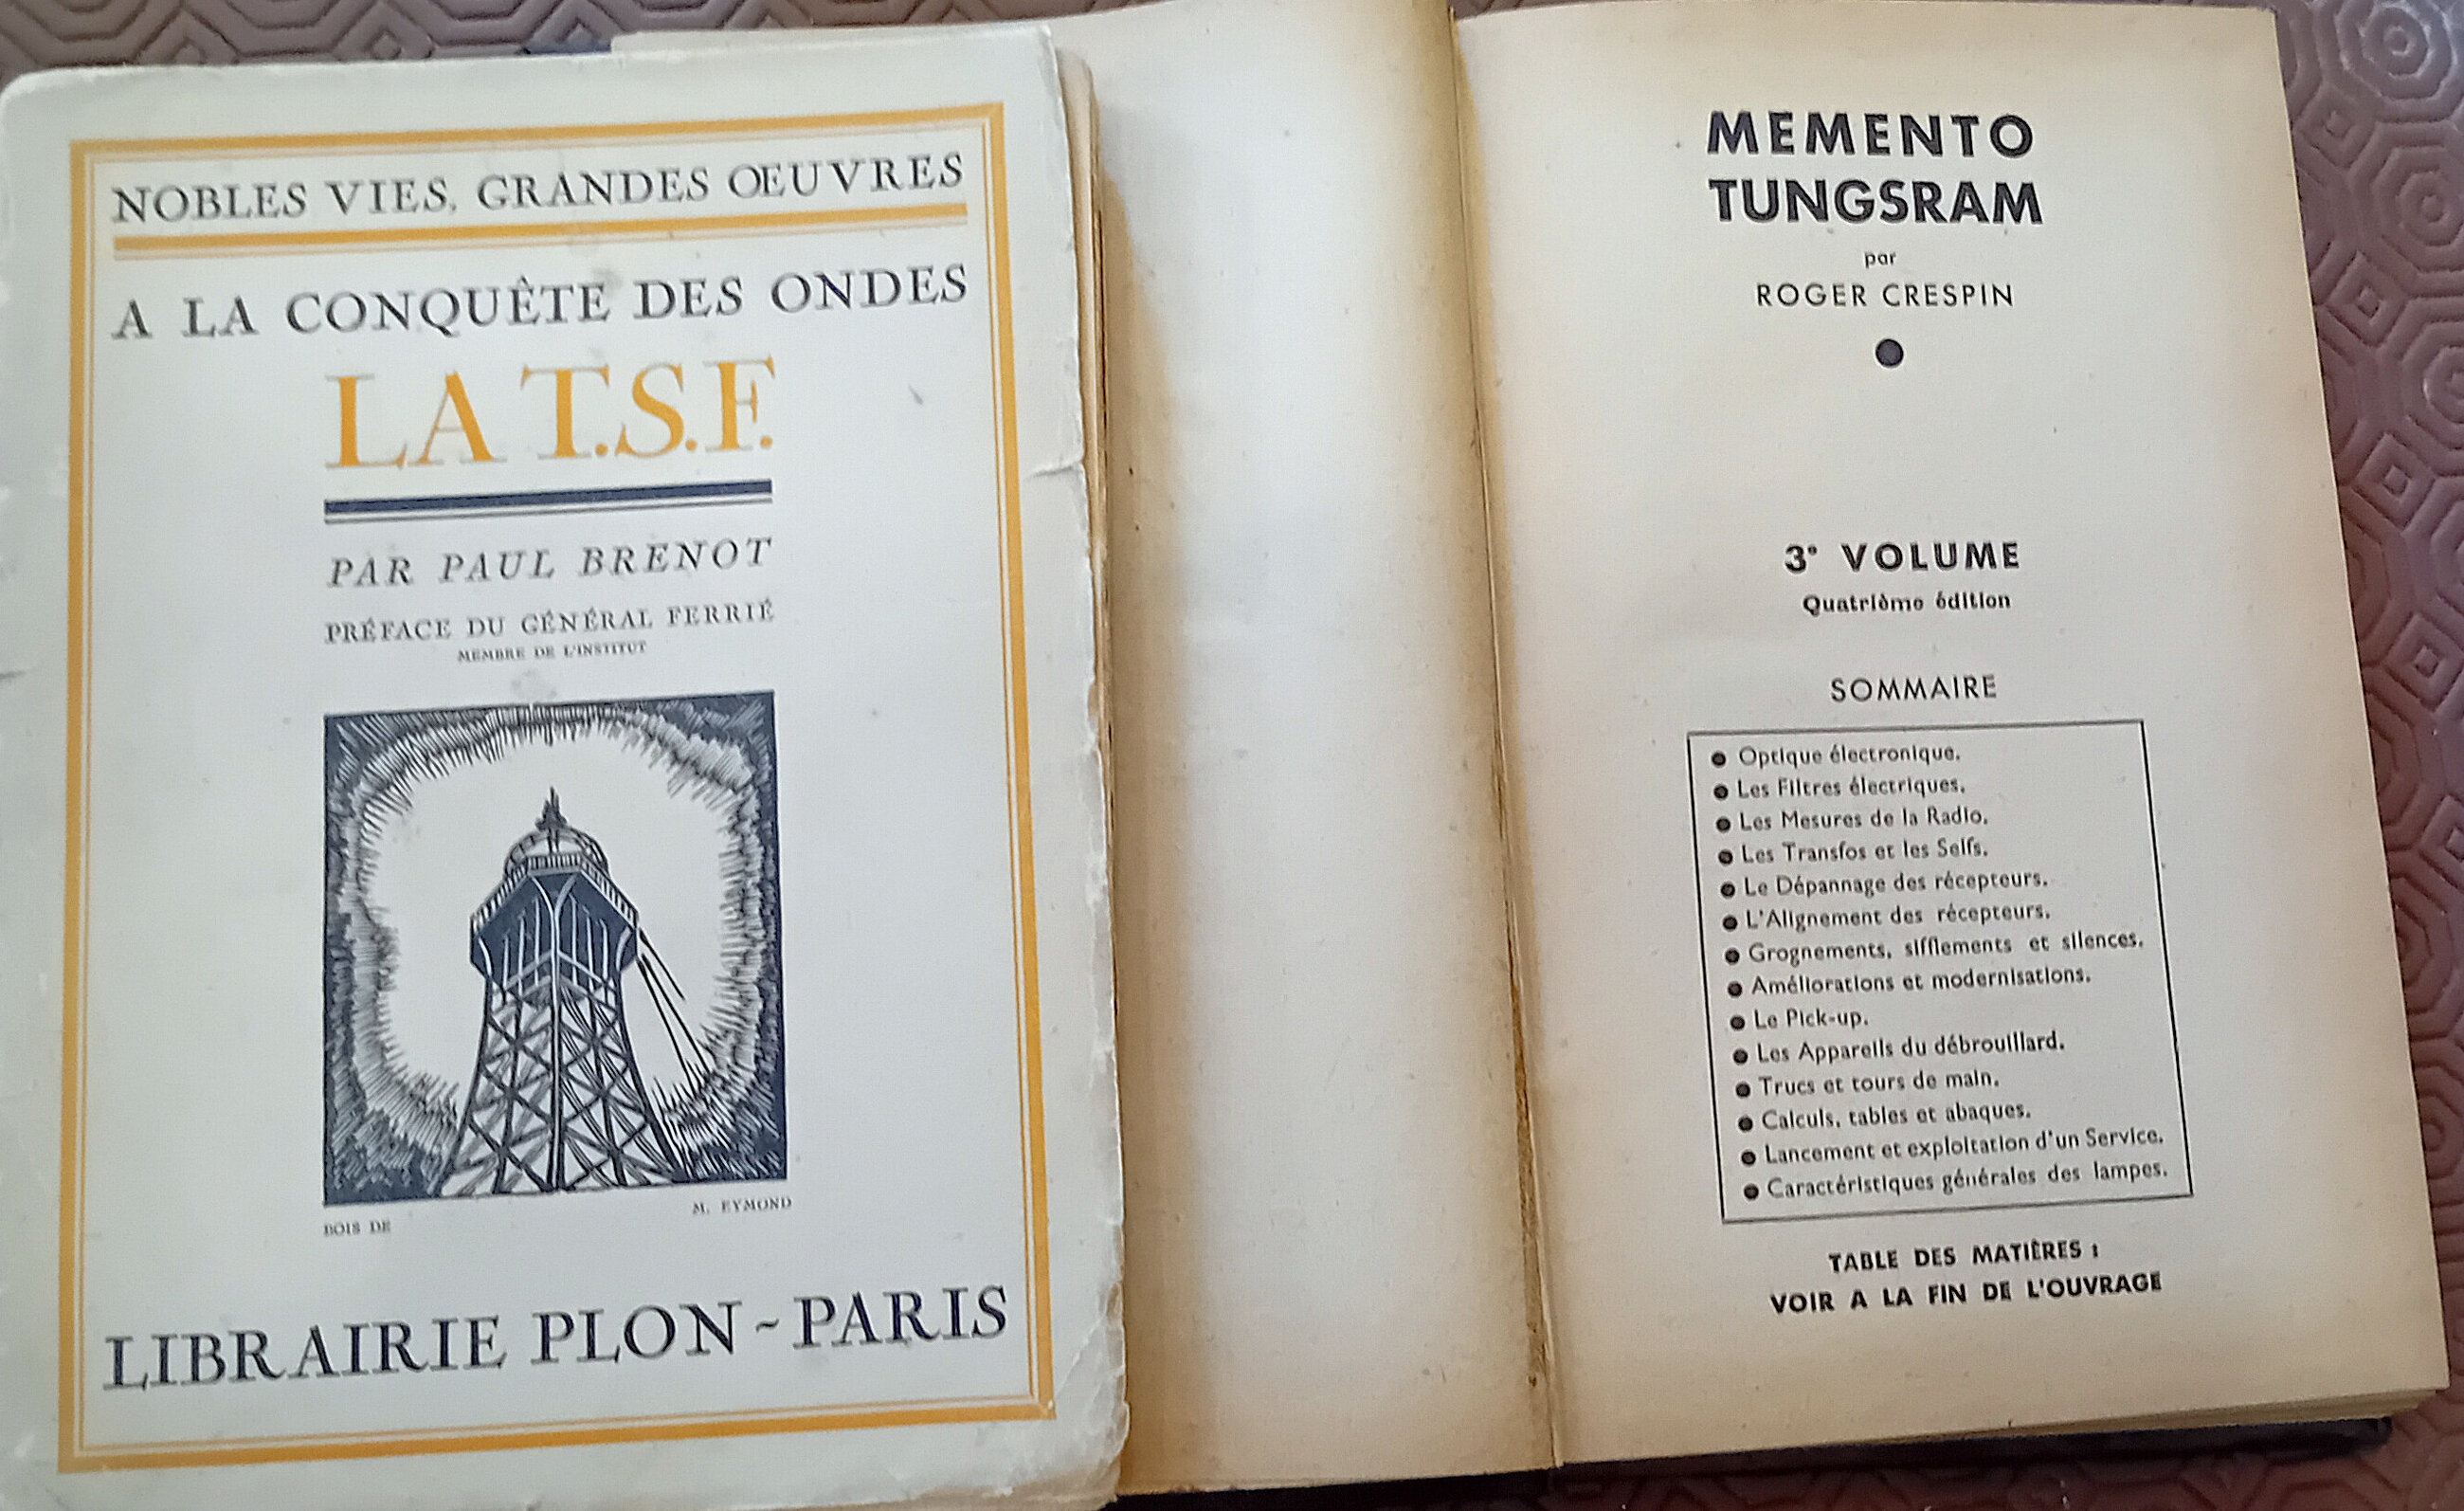 NOBLES VIES, GRANDES ŒUVRES
A LA CONQUÊTE DES ONDES
LA T.S.F.
PAR PAUL BRENOT
PRÉFACE DU GÉNÉRAL FERRIÉ
MEMBRE DE L'INSTITUT
BOIS DE M. EYMOND
LIBRAIRIE PLON-PARIS
MEMENTO
TUNGSRAM
par
ROGER CRESPIN
3e VOLUME
Quatrième édition
SOMMAIRE
● Optique électronique.
● Les Filtres électriques.
● Les Mesures de la Radio.
● Les Transfos et les Selfs.
● Le Dépannage des récepteurs.
● L'Alignement des récepteurs.
● Grognements, sifflements et silences.
● Améliorations et modernisations.
● Le Pick-up.
● Les Appareils du débrouillard.
● Trucs et tours de main.
● Calculs, tables et abaques.
● Lancement et exploitation d'un Service.
● Caractéristiques générales des lampes.
TABLE DES MATIÈRES :
VOIR A LA FIN DE L'OUVRAGE